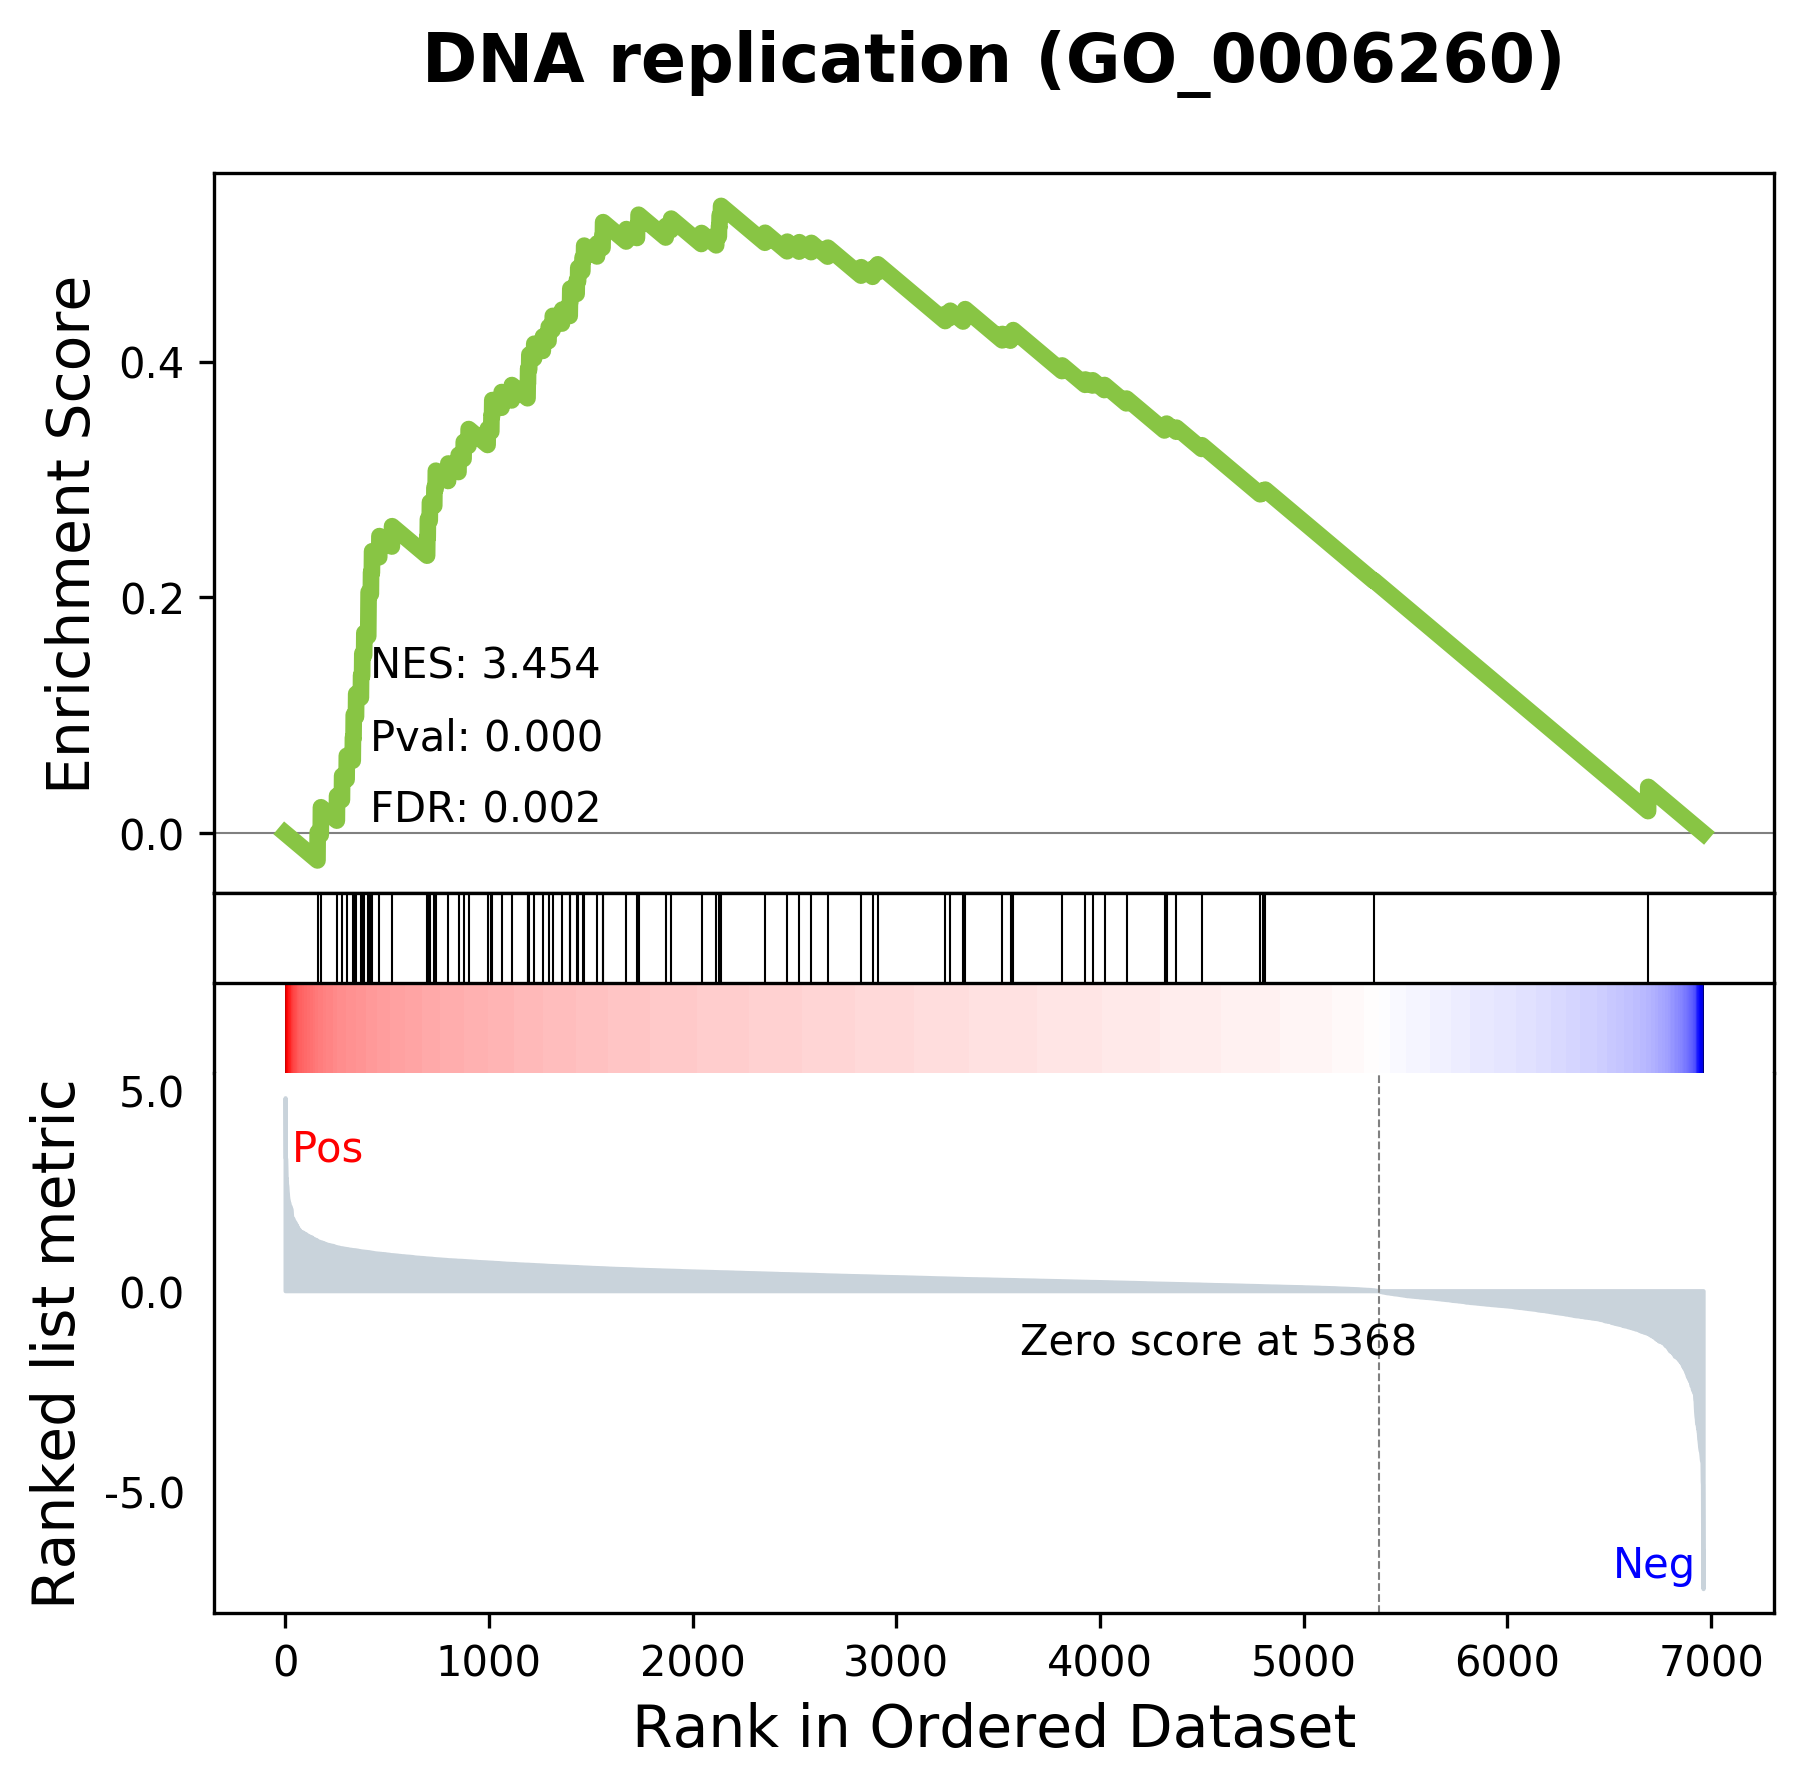 DNA replication (GO_0006260)
Enrichment Score
0.4
0.2
0.0
NES: 3.454
Pval: 0.000
FDR: 0.002
Ranked list metric
5.0
0.0
-5.0
Pos
Zero score at 5368
Neg
0 1000 2000 3000 4000 5000 6000 7000
Rank in Ordered Dataset